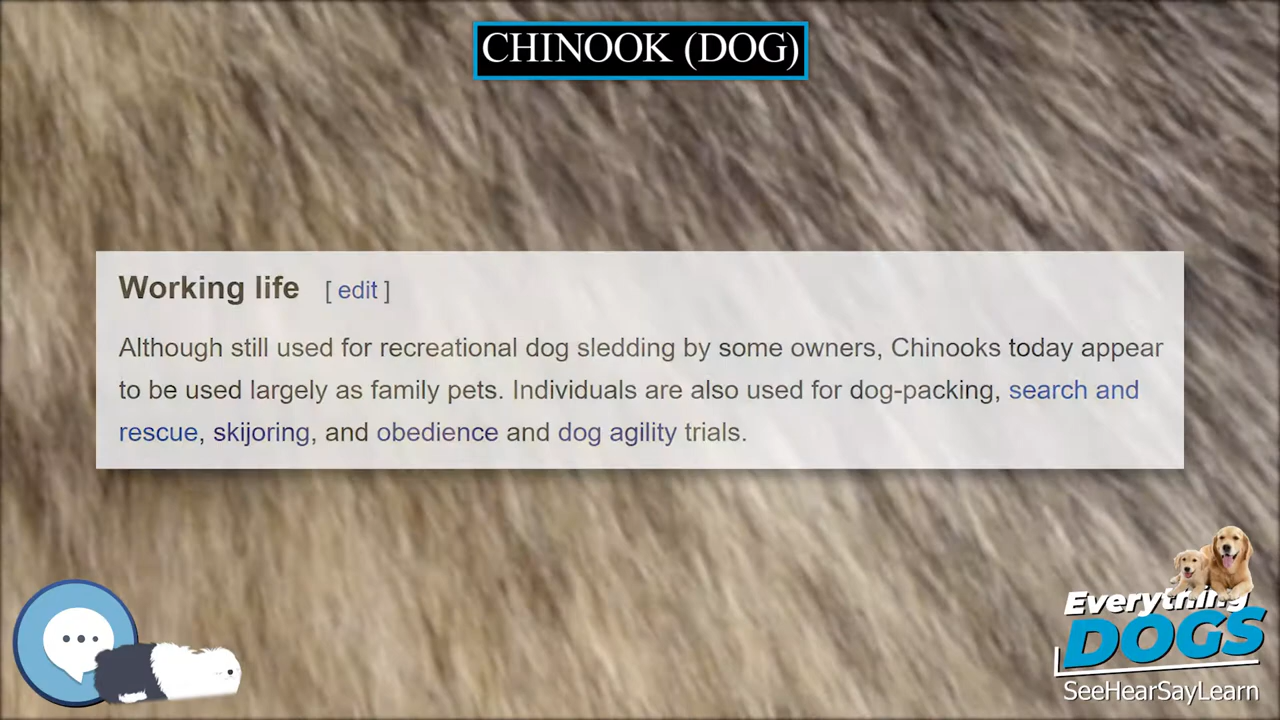 CHINOOK (DOG)
Working life [ edit ]
Although still used for recreational dog sledding by some owners, Chinooks today appear
to be used largely as family pets. Individuals are also used for dog-packing, search and
rescue, skijoring, and obedience and dog agility trials.
Everything
DOGS
SeeHearSayLearn